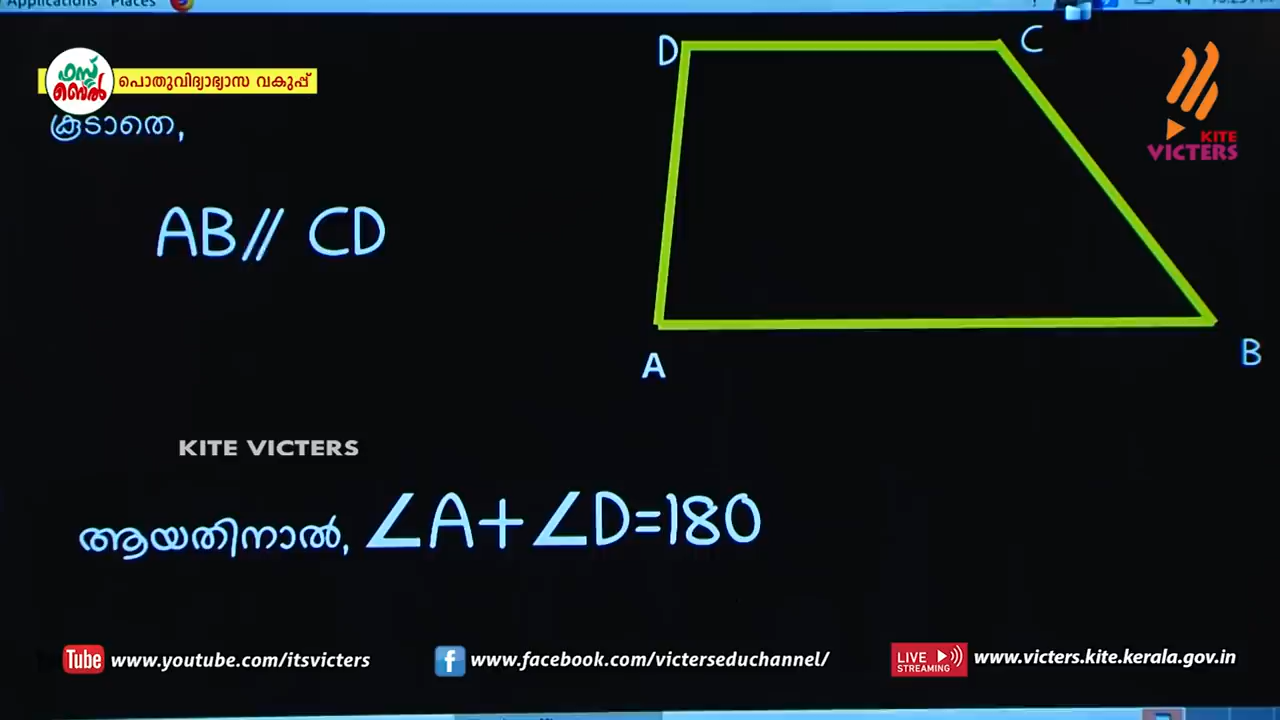 Applications Places
ഫസ്റ്റ് ബെൽ
പൊതുവിദ്യാഭ്യാസ വകുപ്പ്
കൂടാതെ,
AB// CD
D
C
A
B
KITE
VICTERS
KITE VICTERS
ആയതിനാൽ, ∠A+∠D=180
Tube www.youtube.com/itsvicters
f www.facebook.com/victerseduchannel/
LIVE STREAMING www.victers.kite.kerala.gov.in